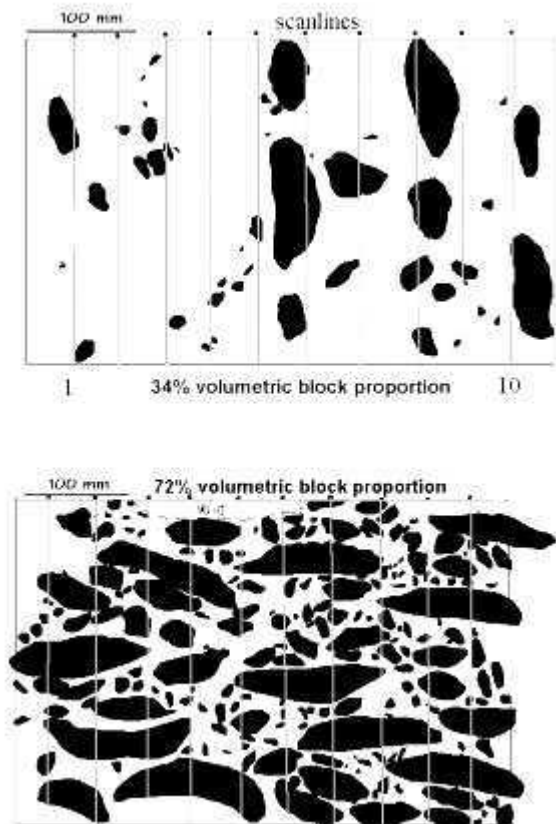 100 mm
scanlines
1 34% volumetric block proportion 10
100 mm 72% volumetric block proportion